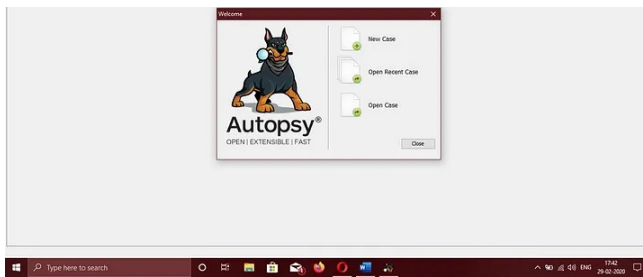 Welcome
New Case
Open Recent Case
Open Case
Autopsy®
OPEN | EXTENSIBLE | FAST
Close
Type here to search
ENG
17:42
29-02-2020